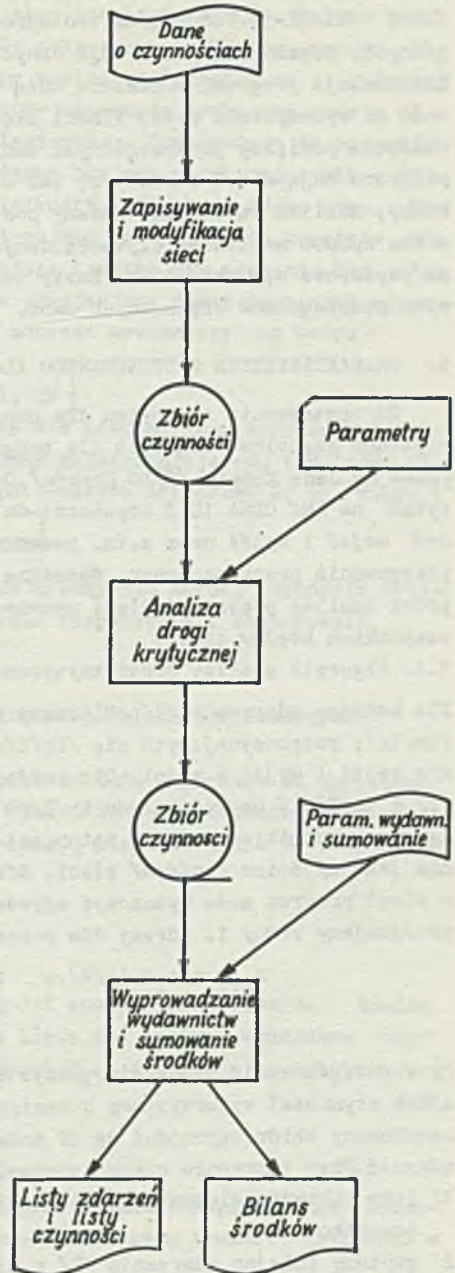 Dane
o czynnościach
Zapisywanie
i modyfikacja
sieci
Zbiór
czynności
Parametry
Analiza
drogi
krytycznej
Zbiór
czynności
Param. wydawn.
i sumowanie
Wyprowadzanie
wydawnictw
i sumowanie
środków
Listy zdarzeń
i listy
czynności
Bilans
środków